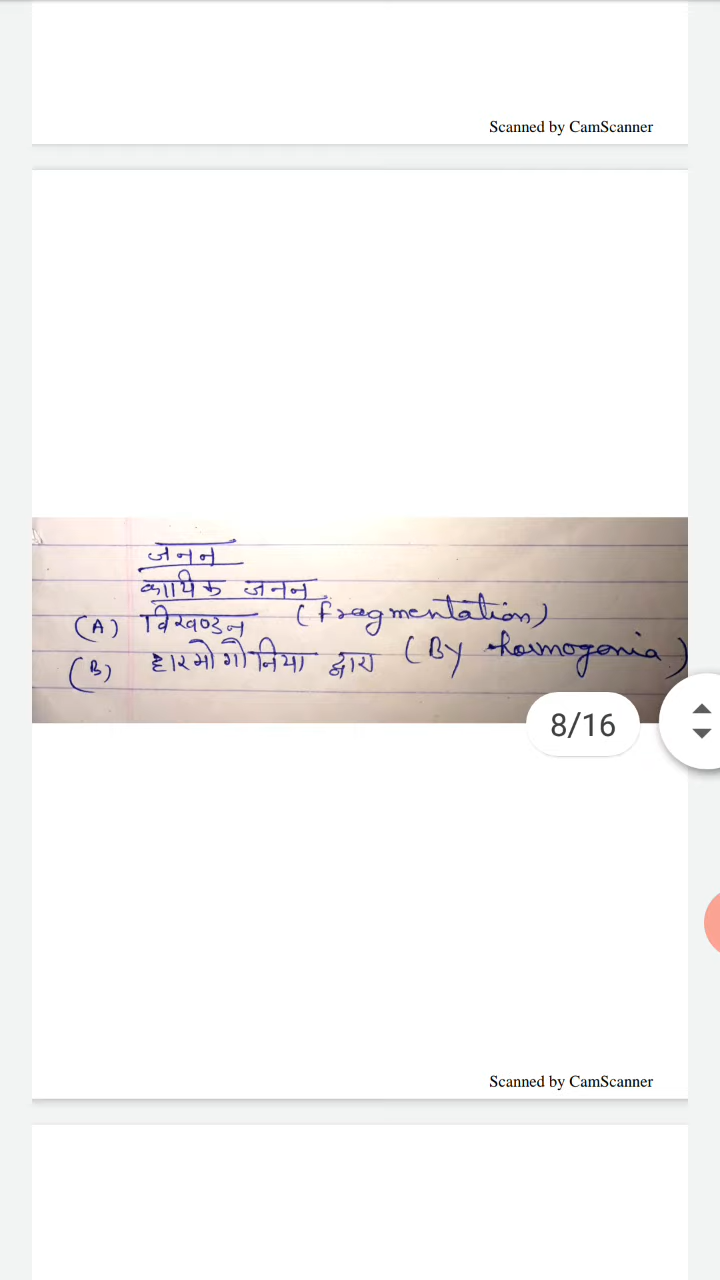 Scanned by CamScanner
जनन
कायिक जनन
(A) विखण्डन (fragmentation)
(B) हारमोगोनिया द्वारा (By hormogonia)
8/16
Scanned by CamScanner